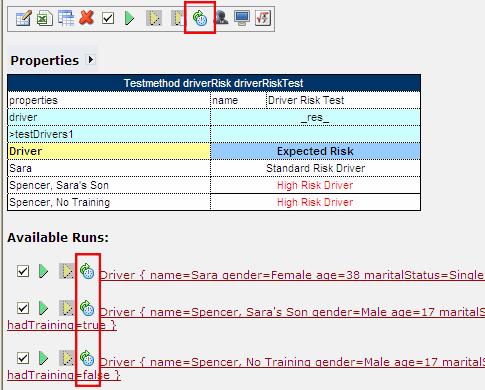 Properties
Testmethod driverRisk driverRiskTest
properties name Driver Risk Test
driver _res_
>testDrivers1
Driver Expected Risk
Sara Standard Risk Driver
Spencer, Sara's Son High Risk Driver
Spencer, No Training High Risk Driver
Available Runs:
Driver { name=Sara gender=Female age=38 maritalStatus=Single
Driver { name=Spencer, Sara's Son gender=Male age=17 maritalS
hadTraining=true }
Driver { name=Spencer, No Training gender=Male age=17 maritalS
hadTraining=false }